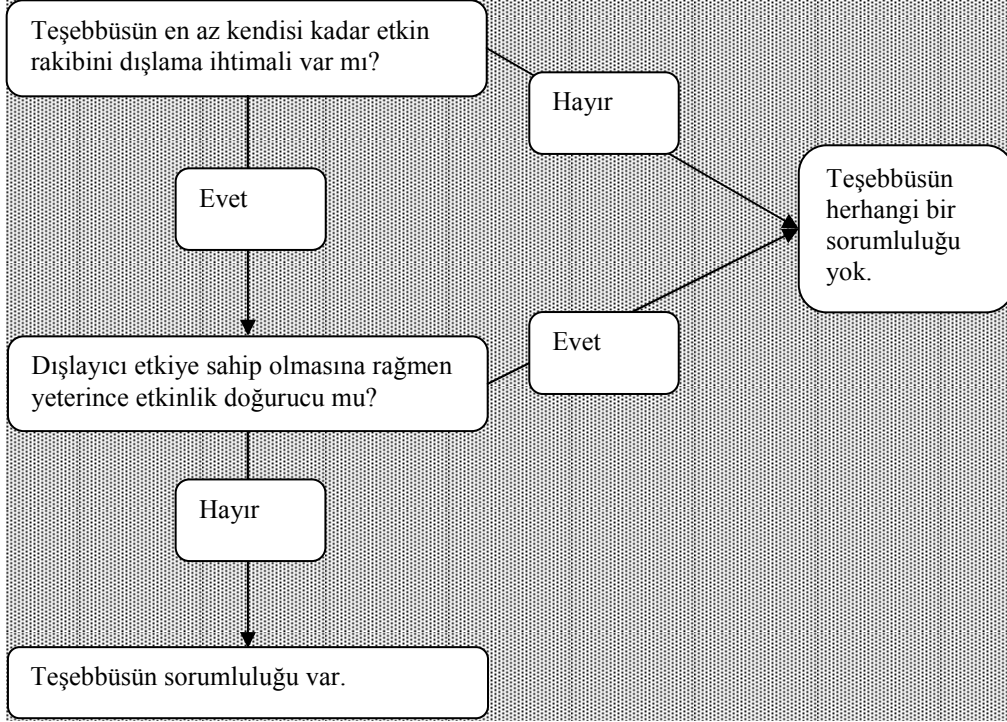 Teşebbüsün en az kendisi kadar etkin
rakibini dışlama ihtimali var mı?
Hayır
Evet
Teşebbüsün
herhangi bir
sorumluluğu
yok.
Evet
Dışlayıcı etkiye sahip olmasına rağmen
yeterince etkinlik doğurucu mu?
Hayır
Teşebbüsün sorumluluğu var.